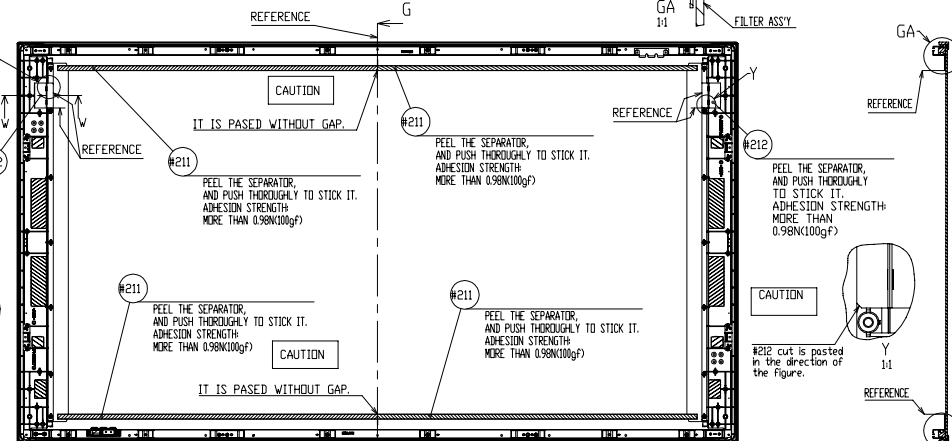 REFERENCE
G
GA
1:1
FILTER ASS'Y
GA
CAUTION
Y
REFERENCE
REFERENCE
#211
IT IS PASED WITHOUT GAP.
W
W
REFERENCE
#212
#211
PEEL THE SEPARATOR,
AND PUSH THOROUGHLY TO STICK IT.
ADHESION STRENGTH:
MORE THAN 0.98N(100gf)
PEEL THE SEPARATOR,
AND PUSH THOROUGHLY TO STICK IT.
ADHESION STRENGTH:
MORE THAN 0.98N(100gf)
PEEL THE SEPARATOR,
AND PUSH THOROUGHLY
TO STICK IT.
ADHESION STRENGTH:
MORE THAN
0.98N(100gf)
#211
PEEL THE SEPARATOR,
AND PUSH THOROUGHLY TO STICK IT.
ADHESION STRENGTH:
MORE THAN 0.98N(100gf)
#211
PEEL THE SEPARATOR,
AND PUSH THOROUGHLY TO STICK IT.
ADHESION STRENGTH:
MORE THAN 0.98N(100gf)
CAUTION
CAUTION
#212 cut is pasted
in the direction of
the figure.
Y
1:1
IT IS PASED WITHOUT GAP.
REFERENCE